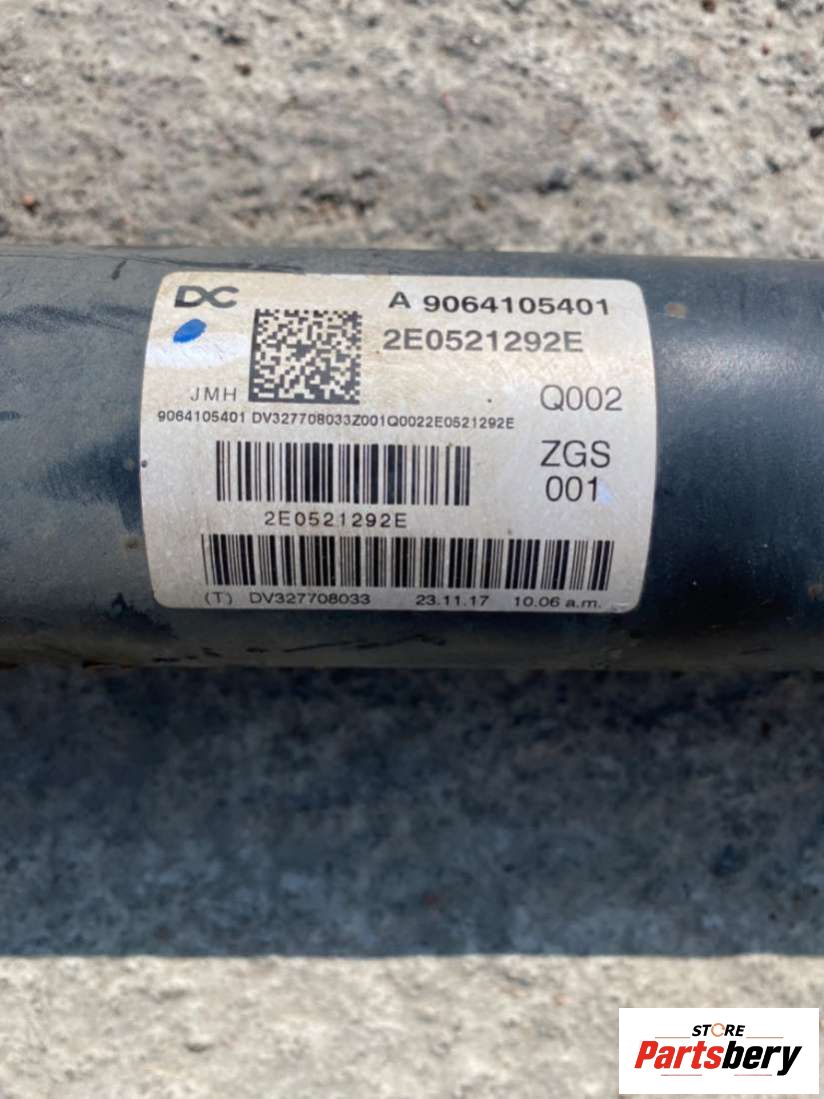 DC
A 9064105401
2E0521292E
JMH
Q002
9064105401 DV327708033Z001Q0022E0521292E
ZGS
001
2E0521292E
(T) DV327708033 23.11.17 10.06 a.m.
STORE
Partsbery